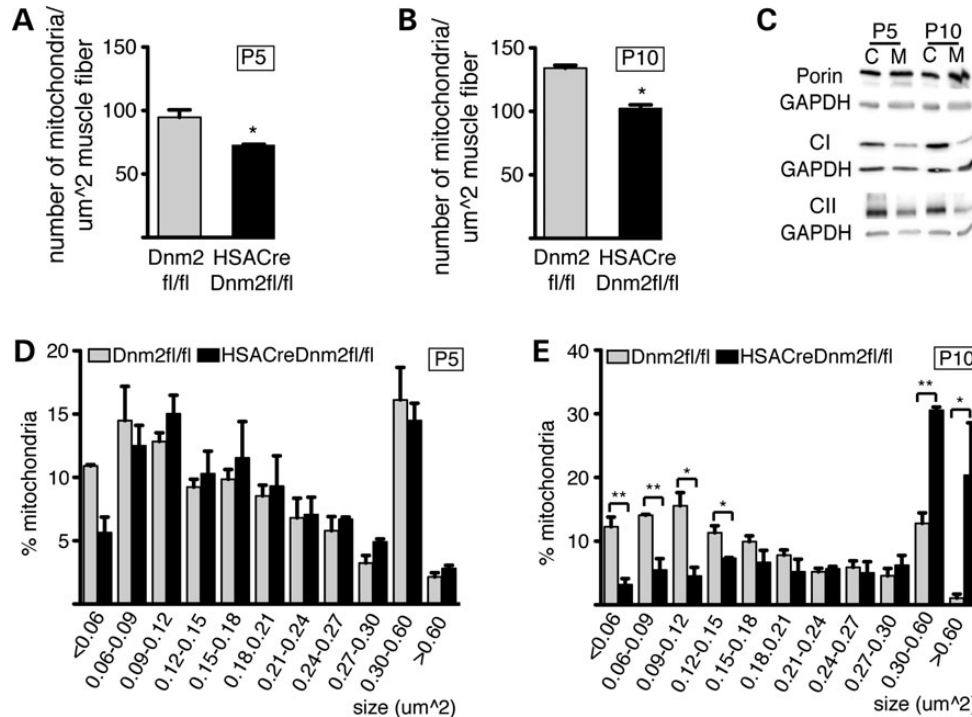 A
number of mitochondria/
um^2 muscle fiber
150
100
50
P5
*
Dnm2
fl/fl
HSACre
Dnm2fl/fl
B
number of mitochondria/
um^2 muscle fiber
150
100
50
P10
*
Dnm2
fl/fl
HSACre
Dnm2fl/fl
C
P5 P10
C M C M
Porin
GAPDH
CI
GAPDH
CII
GAPDH
D
% mitochondria
20
15
10
5
Dnm2fl/fl HSACreDnm2fl/fl
P5
<0.06
0.06-0.09
0.09-0.12
0.12-0.15
0.15-0.18
0.18.0.21
0.21-0.24
0.24-0.27
0.27-0.30
0.30-0.60
>0.60
size (um^2)
E
% mitochondria
40
30
20
10
Dnm2fl/fl HSACreDnm2fl/fl
P10
** ** * * ** *
<0.06
0.06-0.09
0.09-0.12
0.12-0.15
0.15-0.18
0.18.0.21
0.21-0.24
0.24-0.27
0.27-0.30
0.30-0.60
>0.60
size (um^2)